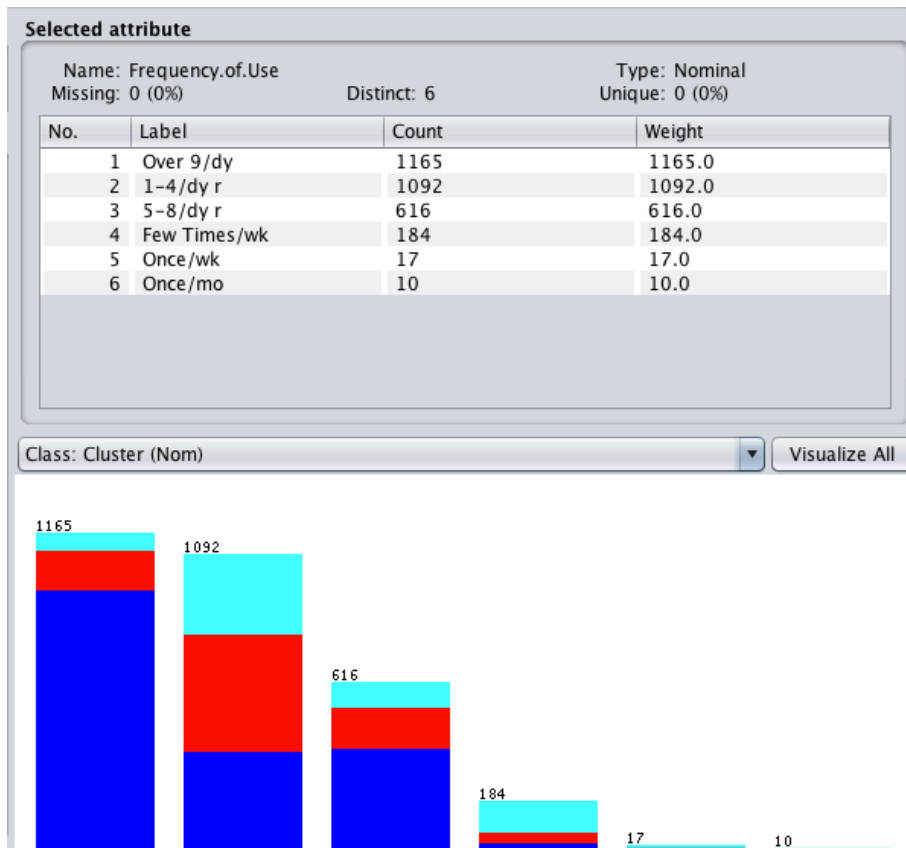 Selected attribute
Name: Frequency.of.Use Type: Nominal
Missing: 0 (0%) Distinct: 6 Unique: 0 (0%)
No. Label Count Weight
1 Over 9/dy 1165 1165.0
2 1-4/dy r 1092 1092.0
3 5-8/dy r 616 616.0
4 Few Times/wk 184 184.0
5 Once/wk 17 17.0
6 Once/mo 10 10.0
Class: Cluster (Nom) Visualize All
1165
1092
616
184
17
10